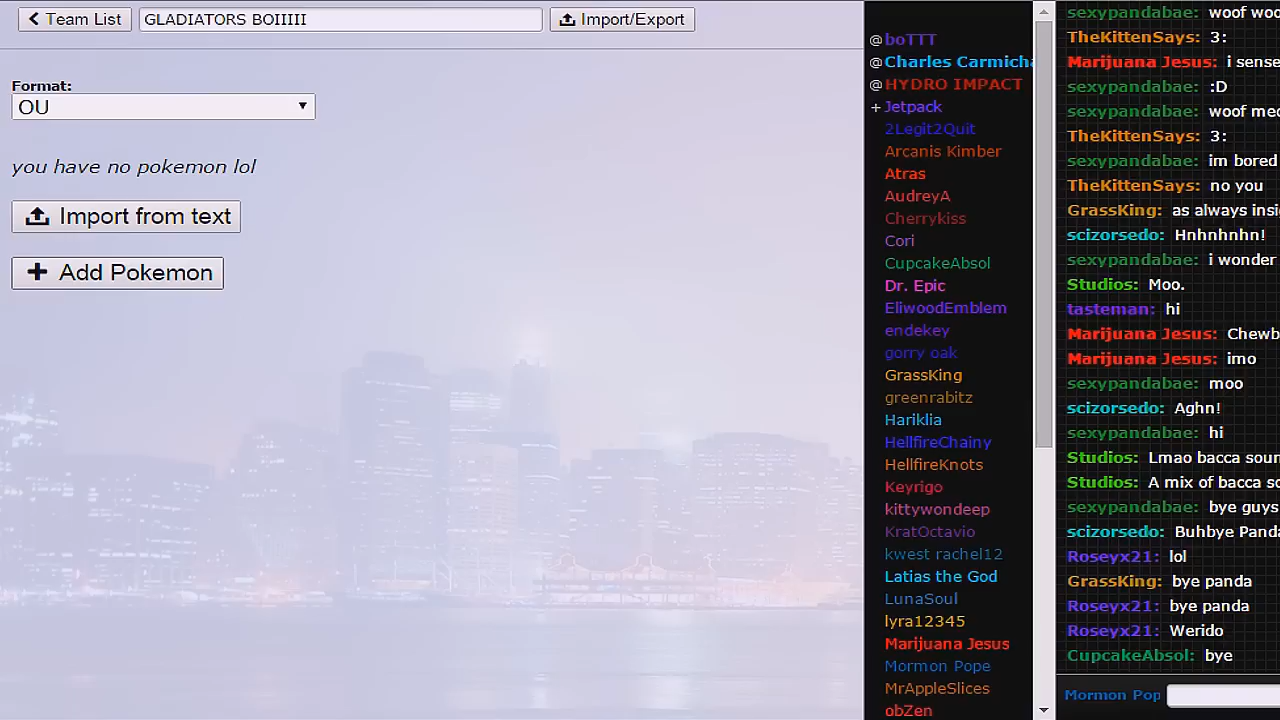 Team List
GLADIATORS BOIIIII
Import/Export
Format:
OU
you have no pokemon lol
Import from text
Add Pokemon
@boTTT
@Charles Carmicha
@HYDRO IMPACT
+Jetpack
2Legit2Quit
Arcanis Kimber
Atras
AudreyA
Cherrykiss
Cori
CupcakeAbsol
Dr. Epic
EliwoodEmblem
endekey
gorry oak
GrassKing
greenrabitz
Hariklia
HellfireChainy
HellfireKnots
Keyrigo
kittywondeep
KratOctavio
kwest rachel12
Latias the God
LunaSoul
lyra12345
Marijuana Jesus
Mormon Pope
MrAppleSlices
obZen
sexypandabae: woof woo
TheKittenSays: 3:
Marijuana Jesus: i sense
sexypandabae: :D
sexypandabae: woof meo
TheKittenSays: 3:
sexypandabae: im bored
TheKittenSays: no you
GrassKing: as always insi
scizorsedo: Hnhnhnhn!
sexypandabae: i wonder
Studios: Moo.
tasteman: hi
Marijuana Jesus: Chewb
Marijuana Jesus: imo
sexypandabae: moo
scizorsedo: Aghn!
sexypandabae: hi
Studios: Lmao bacca soun
Studios: A mix of bacca so
sexypandabae: bye guys
scizorsedo: Buhbye Panda
Roseyx21: lol
GrassKing: bye panda
Roseyx21: bye panda
Roseyx21: Werido
CupcakeAbsol: bye
Mormon Pop